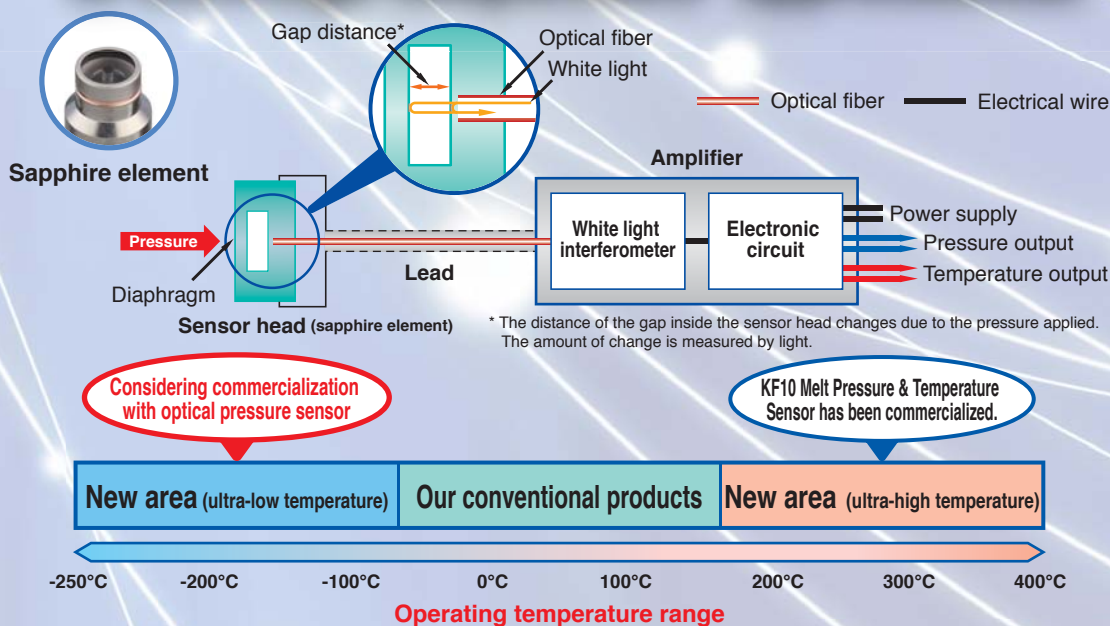 Gap distance*
Optical fiber
White light
Optical fiber
Electrical wire
Sapphire element
Amplifier
Pressure
White light
interferometer
Electronic
circuit
Power supply
Pressure output
Temperature output
Lead
Diaphragm
Sensor head (sapphire element)
* The distance of the gap inside the sensor head changes due to the pressure applied.
The amount of change is measured by light.
Considering commercialization
with optical pressure sensor
KF10 Melt Pressure & Temperature
Sensor has been commercialized.
New area (ultra-low temperature)
Our conventional products
New area (ultra-high temperature)
-250°C -200°C -100°C 0°C 100°C 200°C 300°C 400°C
Operating temperature range